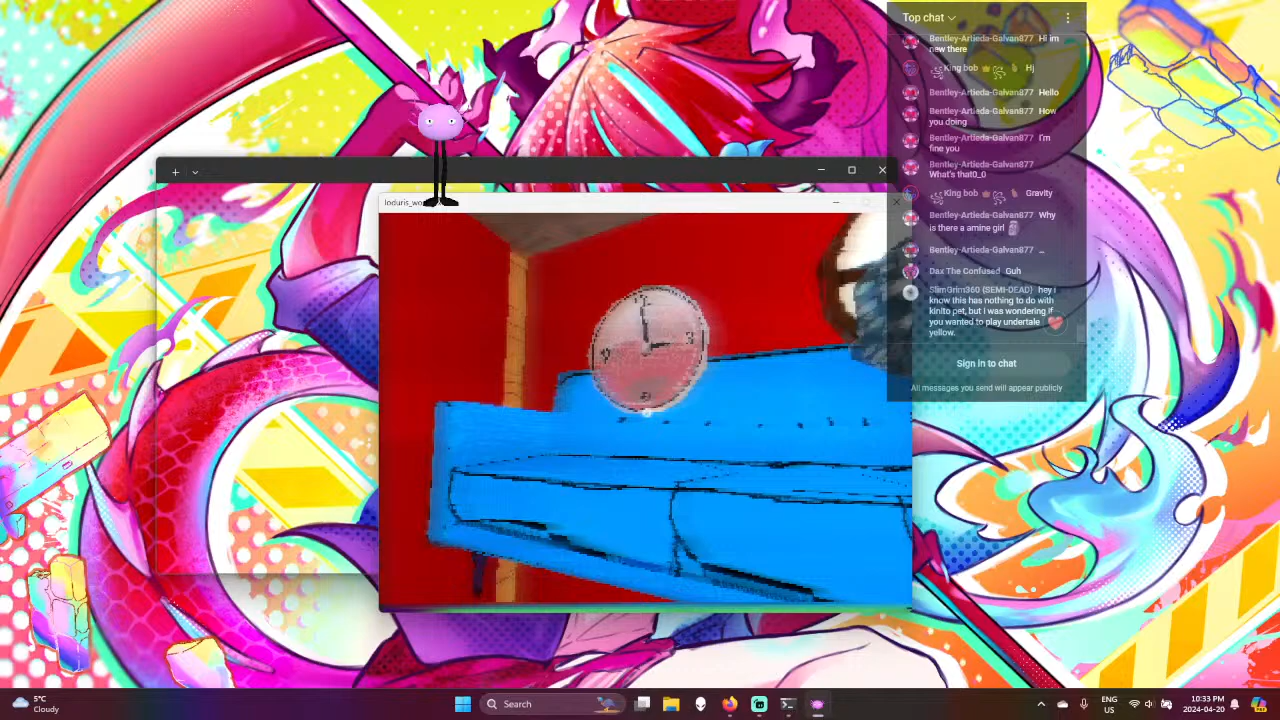 Top chat
Bentley-Artieda-Galvan877 Hi im
new there
King bob Hj
Bentley-Artieda-Galvan877 Hello
Bentley-Artieda-Galvan877 How
you doing
Bentley-Artieda-Galvan877 I'm
fine you
Bentley-Artieda-Galvan877
What's that0_0
King bob Gravity
Bentley-Artieda-Galvan877 Why
is there a amine girl
Bentley-Artieda-Galvan877 ..
Dax The Confused Guh
SlimGrim360 (SEMI-DEAD) hey i
know this has nothing to do with
kinito pet, but I was wondering if
you wanted to play undertale
yellow.
Sign in to chat
All messages you send will appear publicly
loduris_wo
3
5°C
Cloudy
Search
ENG
US
10:33 PM
2024-04-20